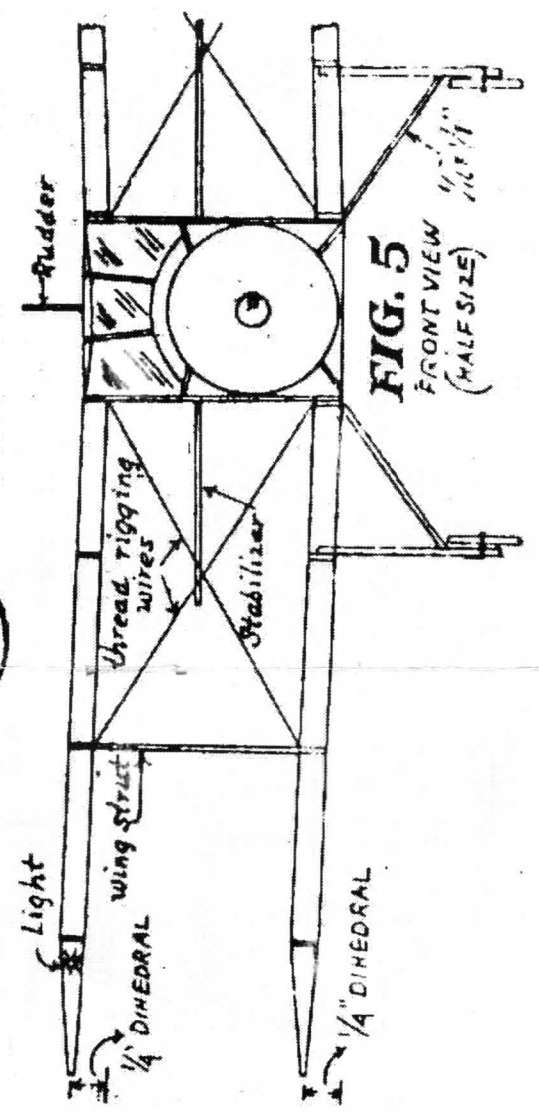 Rudder
FIG. 5
FRONT VIEW
(HALF SIZE)
thread rigging
wires
Stabilizer
wing strut
Light
1/4" DIHEDRAL
1/4" DIHEDRAL